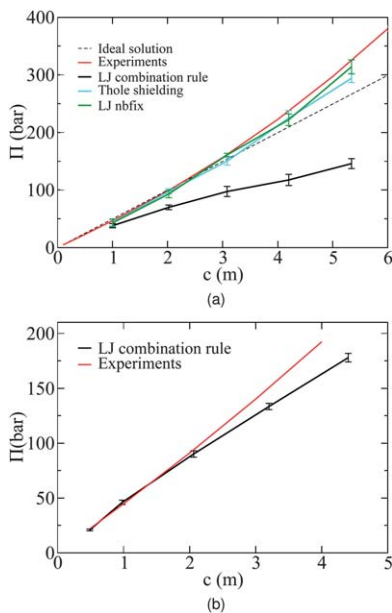 400
Ideal solution
Experiments
LJ combination rule
Thole shielding
LJ nbfix
300
Π (bar)
200
100
0
0 1 2 3 4 5 6
c (m)
(a)
200
LJ combination rule
Experiments
150
Π(bar)
100
50
0
0 1 2 3 4 5
c (m)
(b)